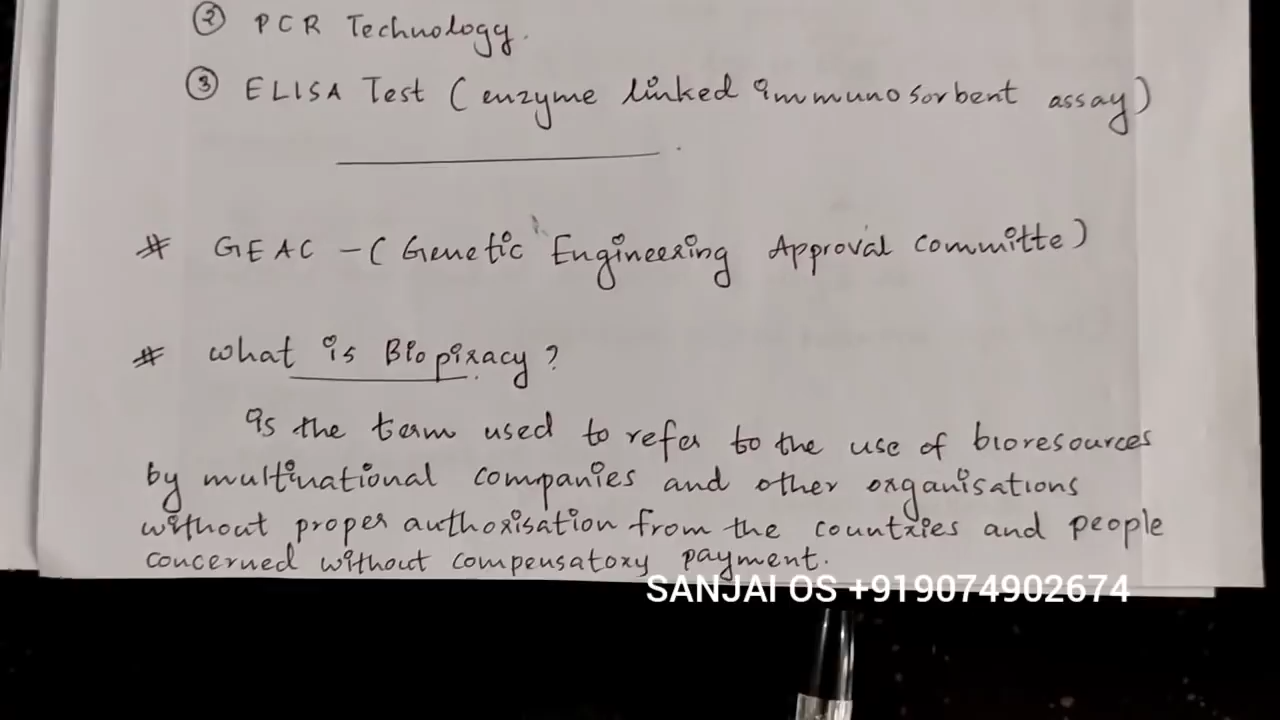 ② PCR Technology.
③ ELISA Test (enzyme linked immunosorbent assay)
# GEAC - (Genetic Engineering Approval committe)
# what is Biopiracy?
is the term used to refer to the use of bioresources
by multinational companies and other organisations
without proper authorisation from the countries and people
concerned without compensatory payment.
SANJAI OS +919074902674